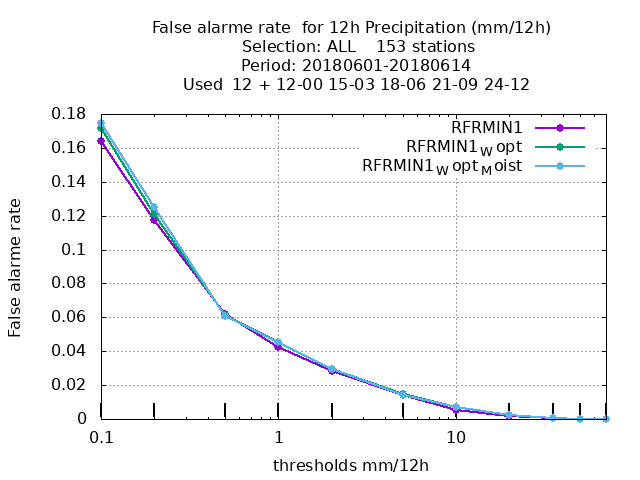 False alarme rate  for 12h Precipitation (mm/12h)
Selection: ALL    153 stations
Period: 20180601-20180614
Used  12 + 12-00 15-03 18-06 21-09 24-12
RFRMIN1
RFRMIN1_W opt
RFRMIN1_W opt_M oist
0.18
0.16
0.14
0.12
0.1
0.08
0.06
0.04
0.02
0
False alarme rate
0.1 1 10
thresholds mm/12h